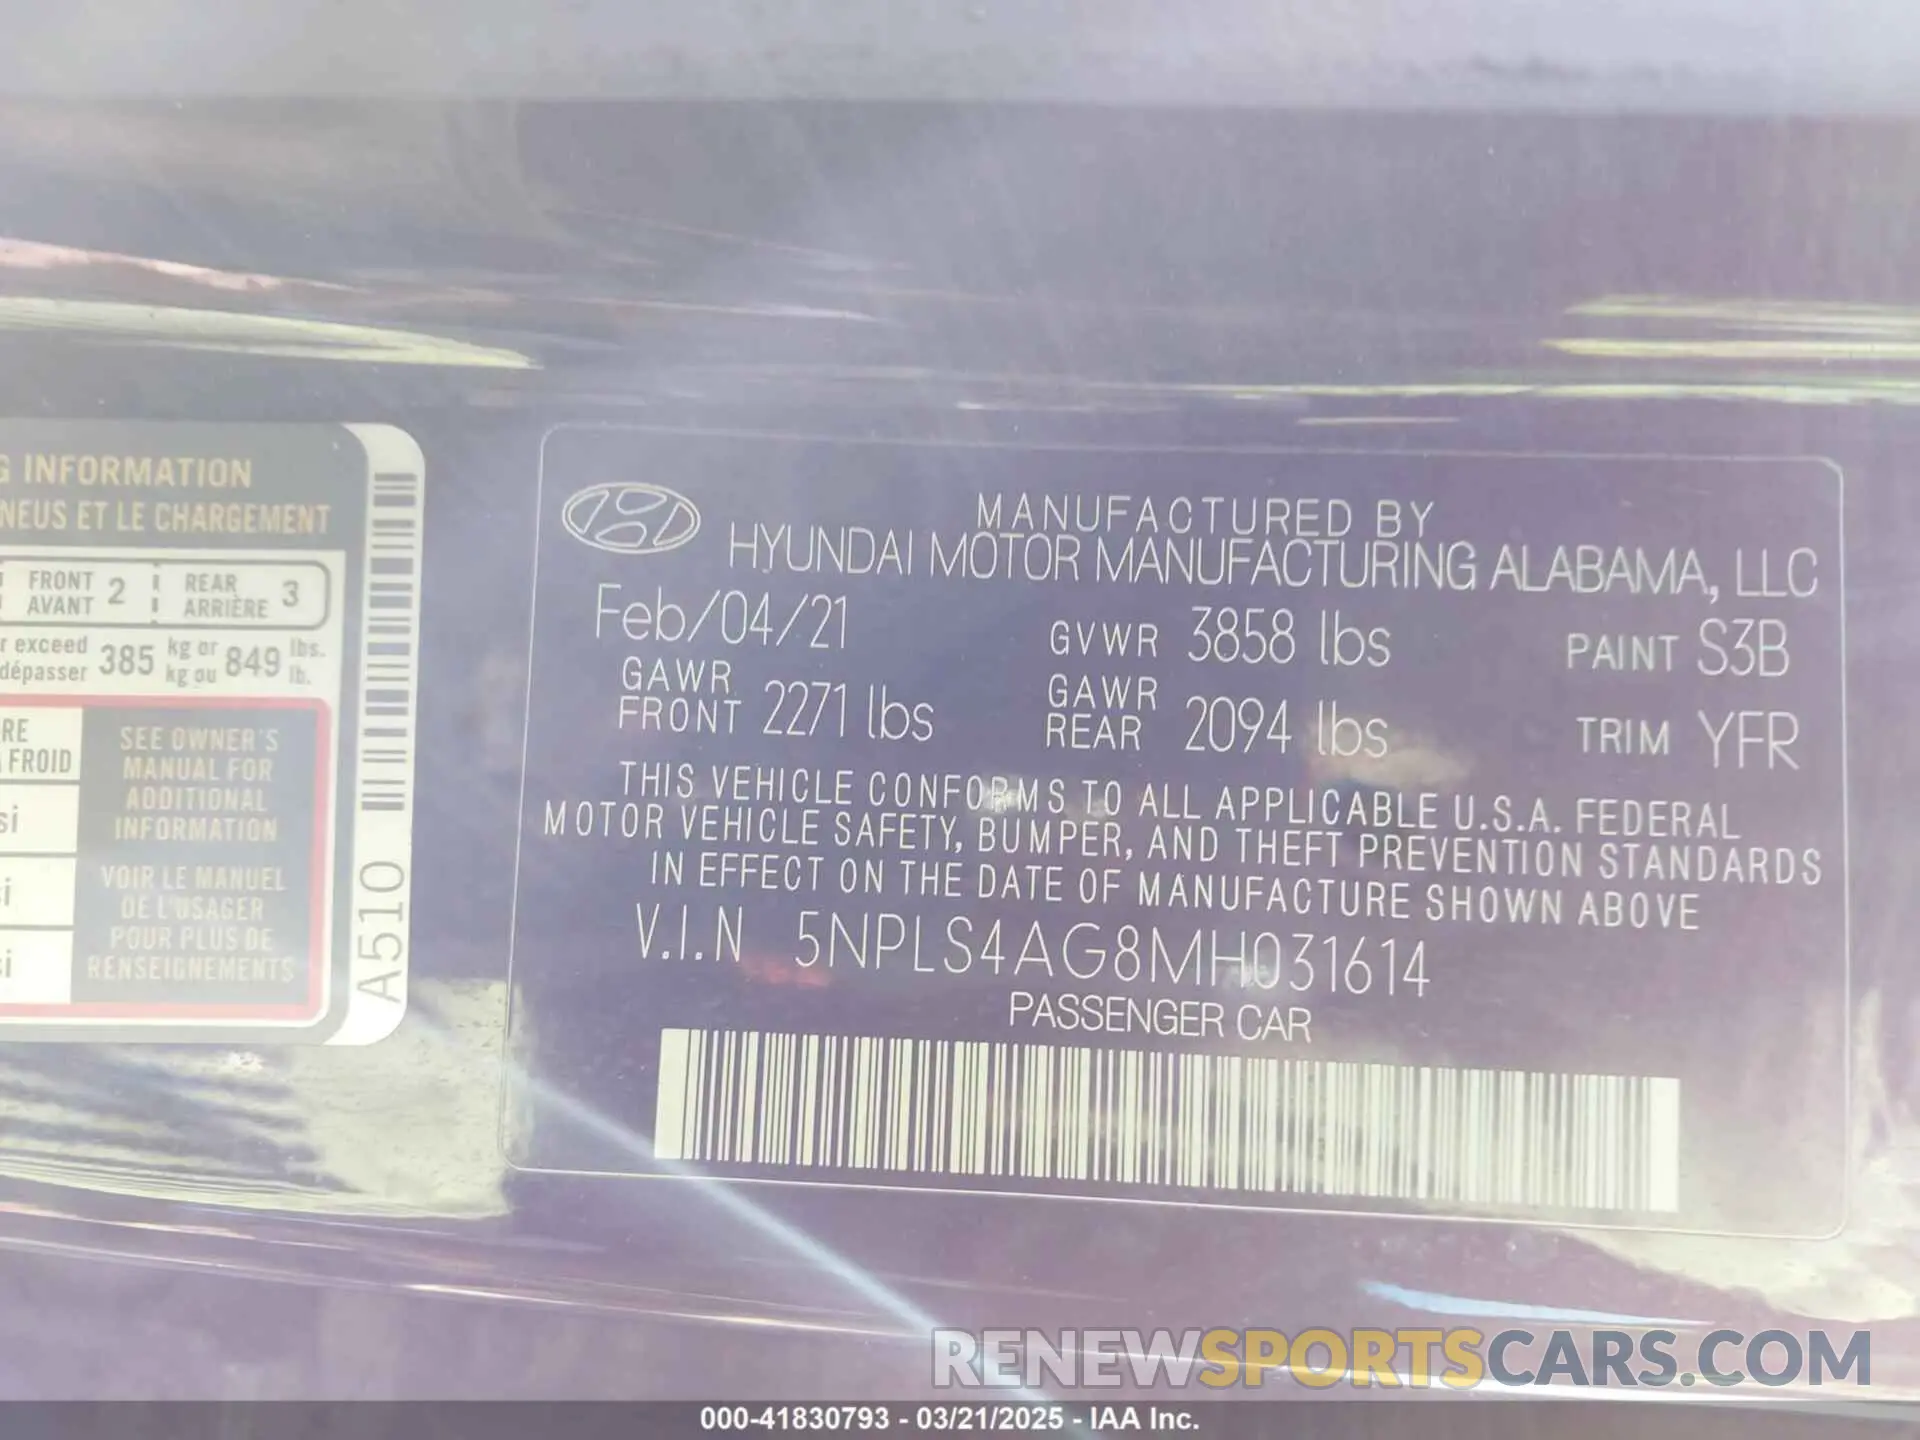 G INFORMATION
NEUS ET LE CHARGEMENT
FRONT AVANT 2 REAR ARRIÈRE 3
r exceed 385 kg or 849 lbs.
dépasser kg ou lb.
RE
FROID
SEE OWNER'S
MANUAL FOR
ADDITIONAL
INFORMATION
si
VOIR LE MANUEL
DE L'USAGER
POUR PLUS DE
RENSEIGNEMENTS
i
i
A510
MANUFACTURED BY
HYUNDAI MOTOR MANUFACTURING ALABAMA, LLC
Feb/04/21 GVWR 3858 lbs PAINT S3B
GAWR FRONT 2271 lbs GAWR REAR 2094 lbs TRIM YFR
THIS VEHICLE CONFORMS TO ALL APPLICABLE U.S.A. FEDERAL
MOTOR VEHICLE SAFETY, BUMPER, AND THEFT PREVENTION STANDARDS
IN EFFECT ON THE DATE OF MANUFACTURE SHOWN ABOVE
V.I.N 5NPLS4AG8MH031614
PASSENGER CAR
RENEWSPORTSCARS.COM
000-41830793 - 03/21/2025 - IAA Inc.